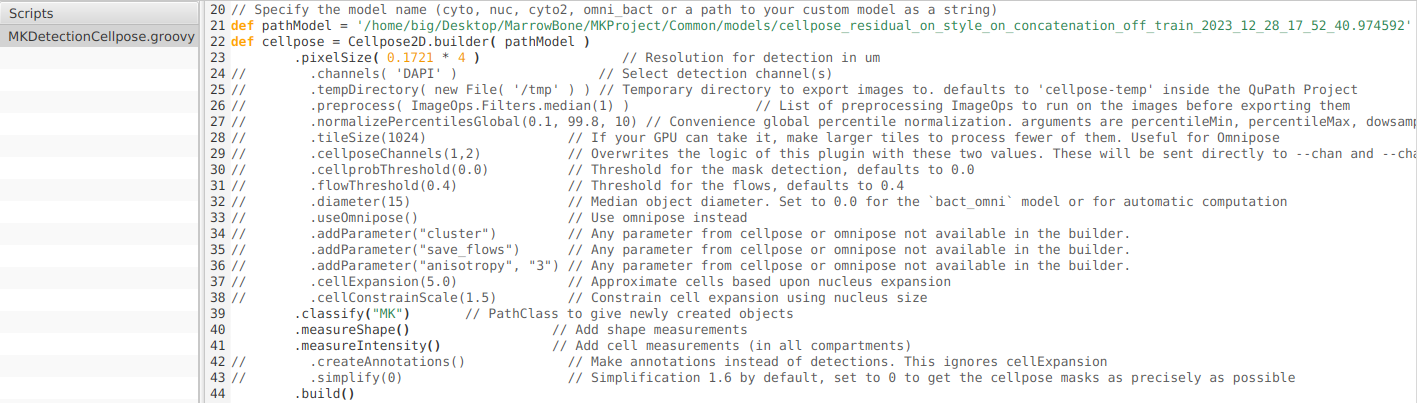 Scripts
MKDetectionCellpose.groovy
20 // Specify the model name (cyto, nuc, cyto2, omni_bact or a path to your custom model as a string)
21 def pathModel = '/home/big/Desktop/MarrowBone/MKProject/Common/models/cellpose_residual_on_style_on_concatenation_off_train_2023_12_28_17_52_40.974592'
22 def cellpose = Cellpose2D.builder( pathModel )
23 .pixelSize( 0.1721 * 4 ) // Resolution for detection in um
24 // .channels( 'DAPI' ) // Select detection channel(s)
25 // .tempDirectory( new File( '/tmp' ) ) // Temporary directory to export images to. defaults to 'cellpose-temp' inside the QuPath Project
26 // .preprocess( ImageOps.Filters.median(1) ) // List of preprocessing ImageOps to run on the images before exporting them
27 // .normalizePercentilesGlobal(0.1, 99.8, 10) // Convenience global percentile normalization. arguments are percentileMin, percentileMax, dowsamp
28 // .tileSize(1024) // If your GPU can take it, make larger tiles to process fewer of them. Useful for Omnipose
29 // .cellposeChannels(1,2) // Overwrites the logic of this plugin with these two values. These will be sent directly to --chan and --cha
30 // .cellprobThreshold(0.0) // Threshold for the mask detection, defaults to 0.0
31 // .flowThreshold(0.4) // Threshold for the flows, defaults to 0.4
32 // .diameter(15) // Median object diameter. Set to 0.0 for the `bact_omni` model or for automatic computation
33 // .useOmnipose() // Use omnipose instead
34 // .addParameter("cluster") // Any parameter from cellpose or omnipose not available in the builder.
35 // .addParameter("save_flows") // Any parameter from cellpose or omnipose not available in the builder.
36 // .addParameter("anisotropy", "3") // Any parameter from cellpose or omnipose not available in the builder.
37 // .cellExpansion(5.0) // Approximate cells based upon nucleus expansion
38 // .cellConstrainScale(1.5) // Constrain cell expansion using nucleus size
39 .classify("MK") // PathClass to give newly created objects
40 .measureShape() // Add shape measurements
41 .measureIntensity() // Add cell measurements (in all compartments)
42 // .createAnnotations() // Make annotations instead of detections. This ignores cellExpansion
43 // .simplify(0) // Simplification 1.6 by default, set to 0 to get the cellpose masks as precisely as possible
44 .build()